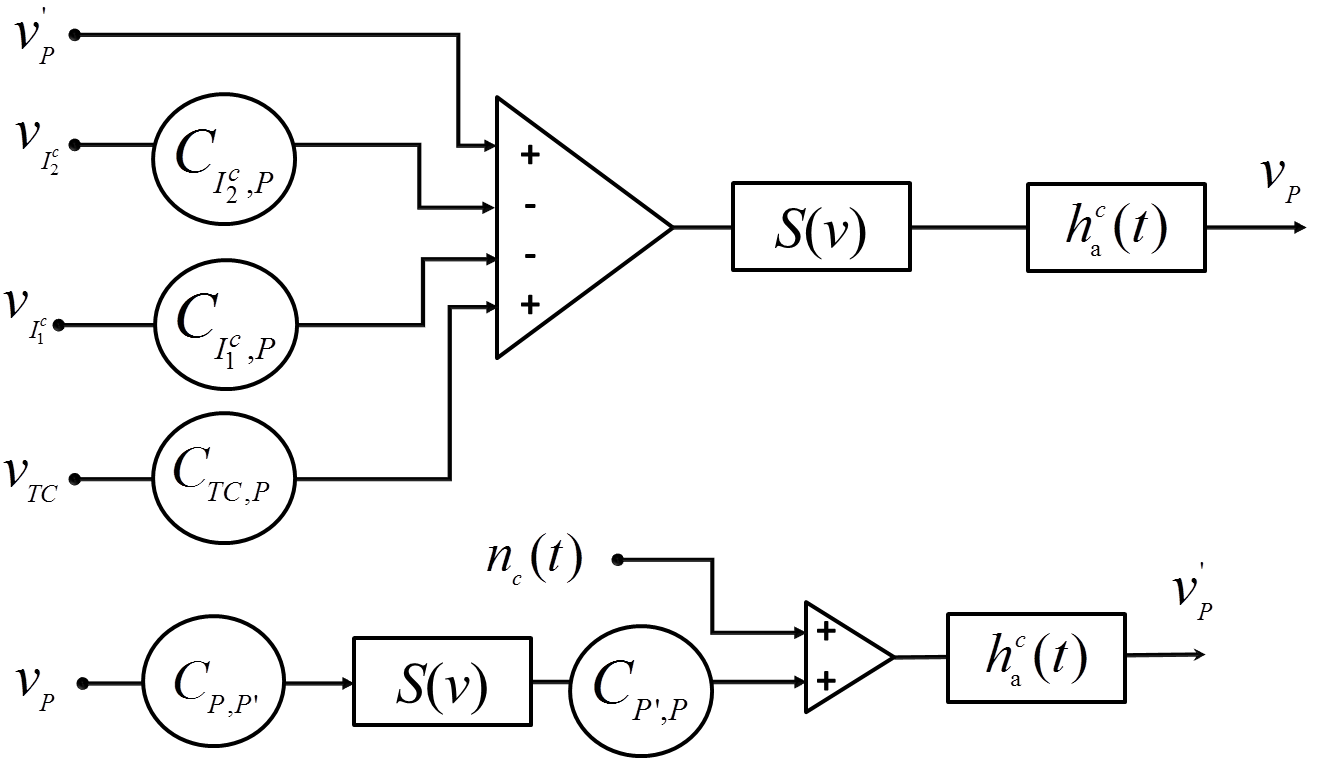 v'_P
v_{I_2^c}
C_{I_2^c,P}
+
-
-
+
S(v)
h_a^c(t)
v_P
v_{I_1^c}
C_{I_1^c,P}
v_{TC}
C_{TC,P}
n_c(t)
v_P
C_{P,P'}
S(v)
C_{P',P}
+
+
h_a^c(t)
v'_P